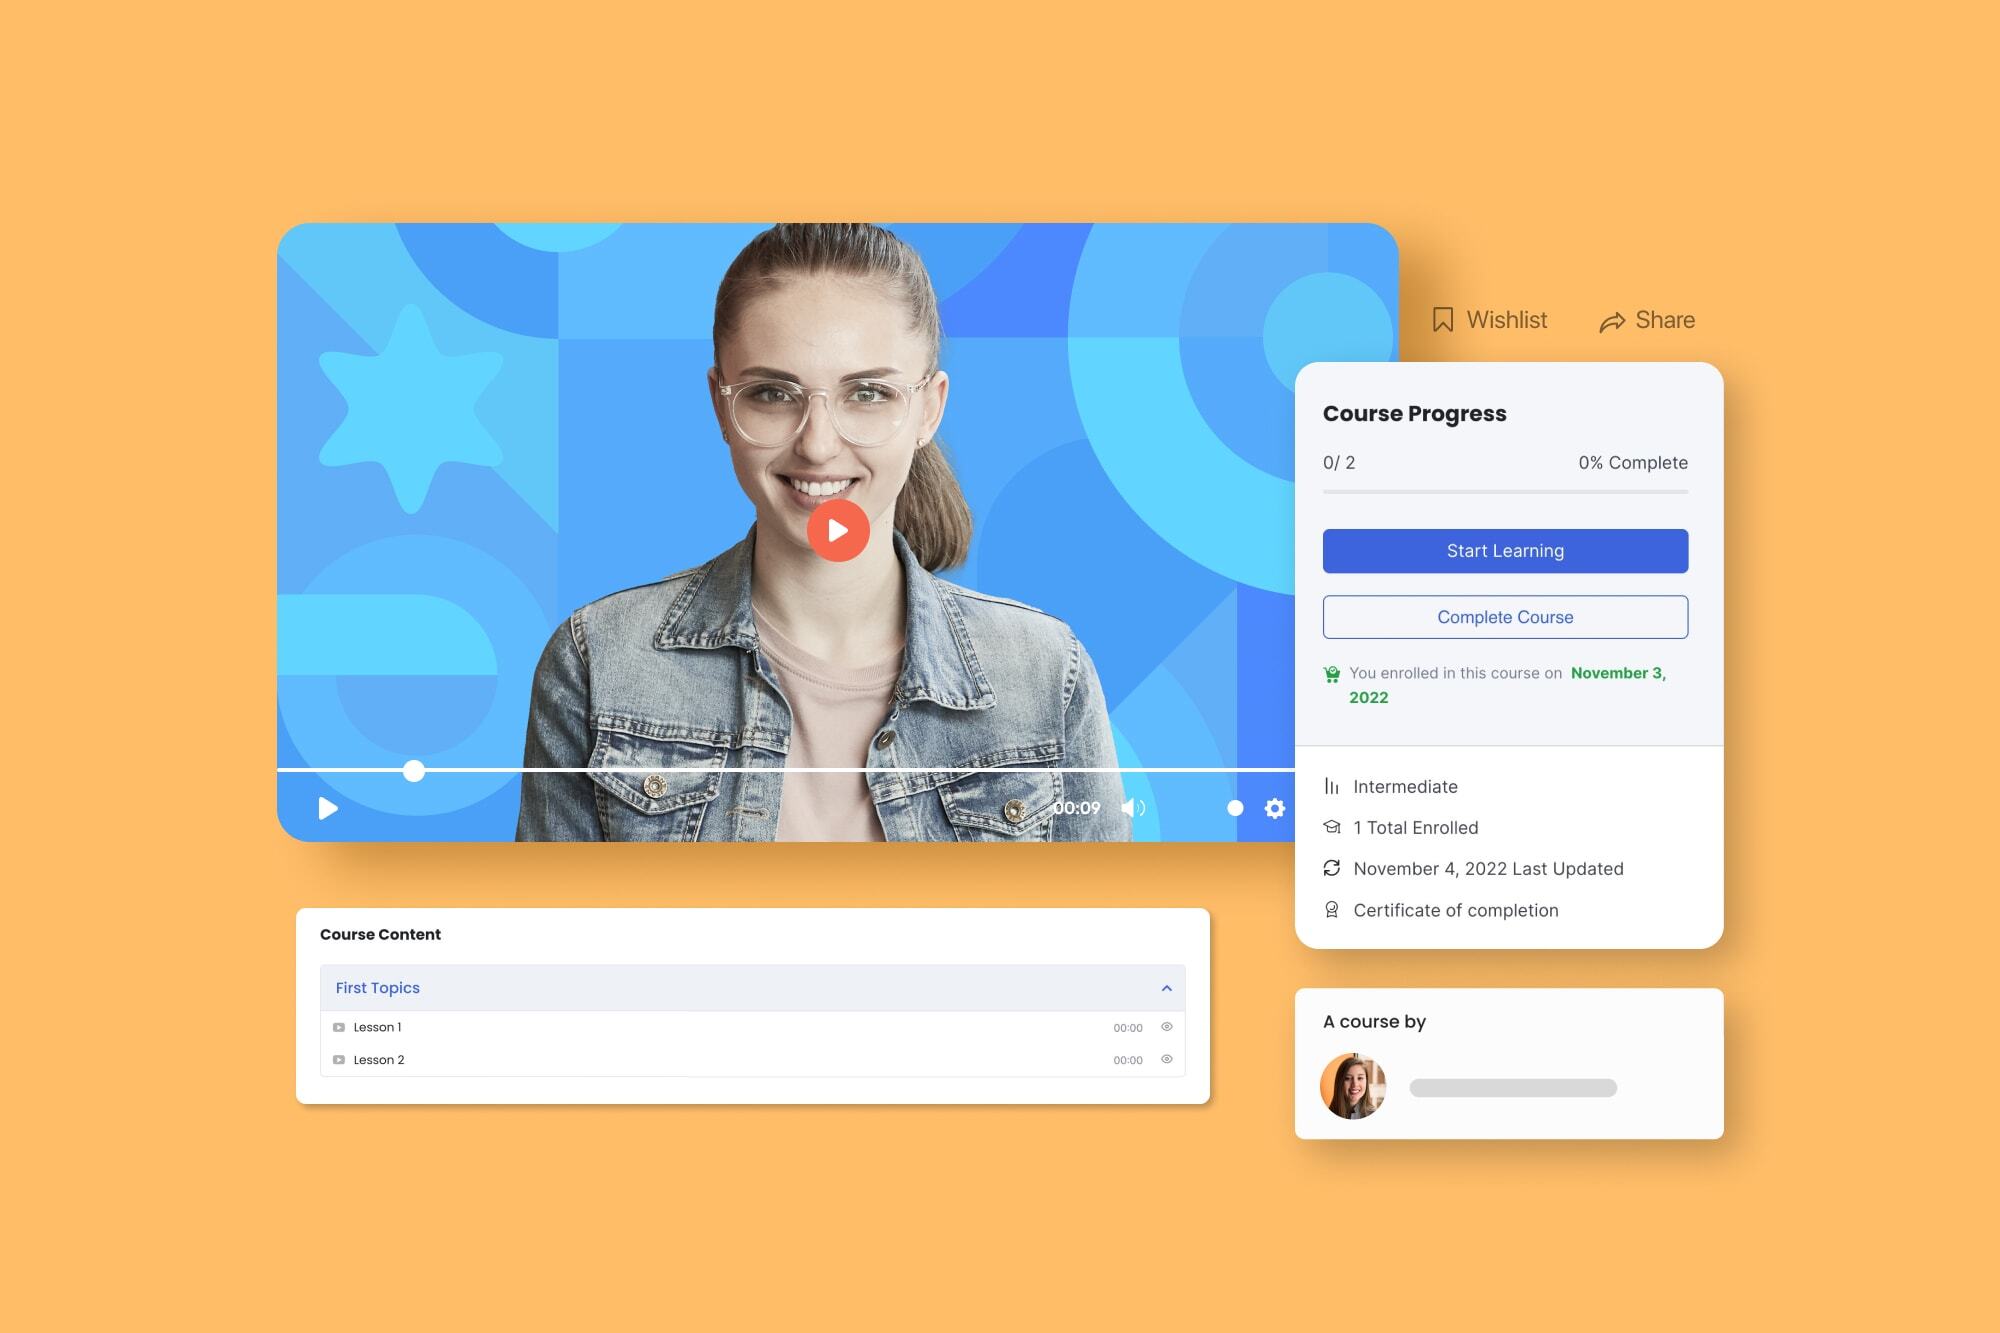 Wishlist
Share
Course Progress
0/ 2
0% Complete
Start Learning
Complete Course
You enrolled in this course on November 3,
2022
00:09
Intermediate
1 Total Enrolled
November 4, 2022 Last Updated
Certificate of completion
Course Content
First Topics
Lesson 1
00:00
Lesson 2
00:00
A course by